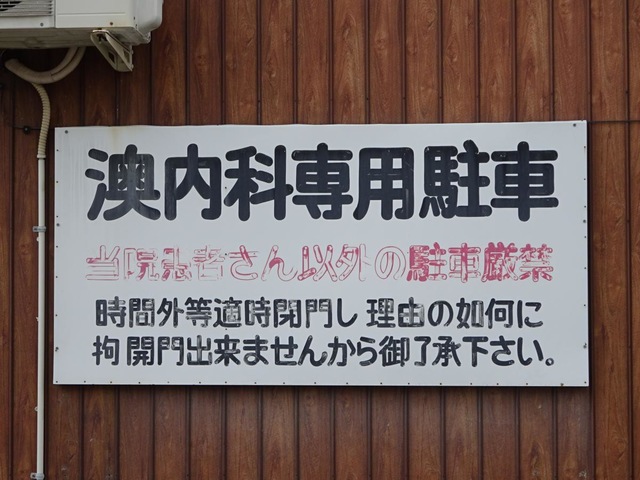 澳内科専用駐車
当院患者さん以外の駐車厳禁
時間外等適時閉門し 理由の如何に
拘 開門出来ませんから御了承下さい。